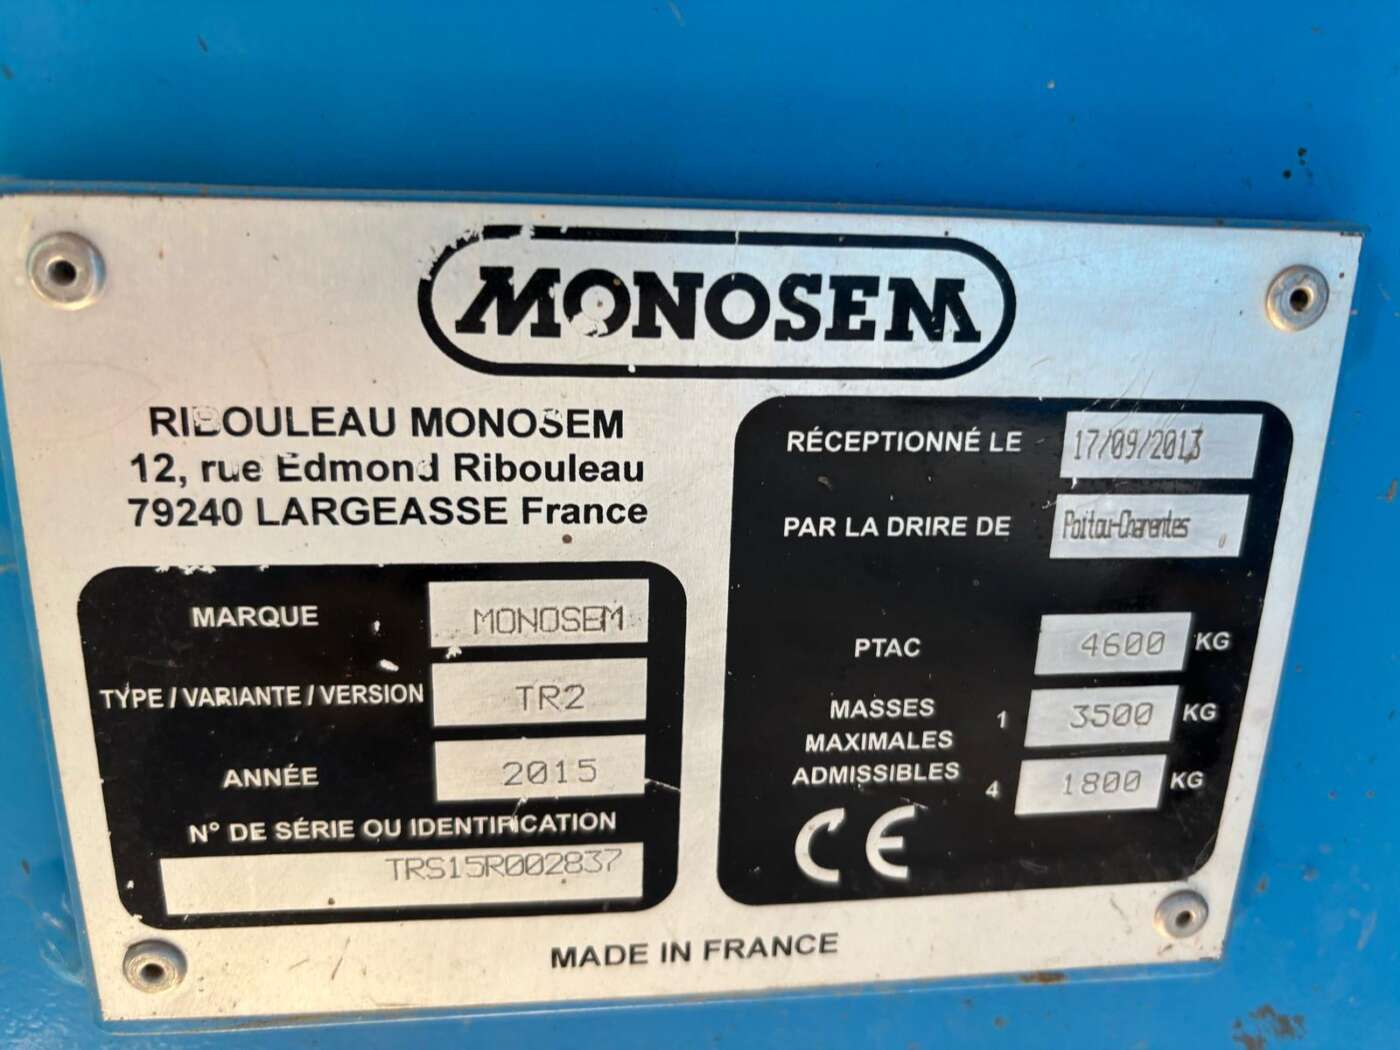 MONOSEM
RIBOULEAU MONOSEM
12, rue Edmond Ribouleau
79240 LARGEASSE France
MARQUE MONOSEM
TYPE / VARIANTE / VERSION TR2
ANNÉE 2015
N° DE SÉRIE OU IDENTIFICATION
TRS15R002837
RÉCEPTIONNÉ LE 17/09/2013
PAR LA DRIRE DE Poitou-Charentes
PTAC 4600 KG
MASSES 1 3500 KG
MAXIMALES
ADMISSIBLES 4 1800 KG
CE
MADE IN FRANCE